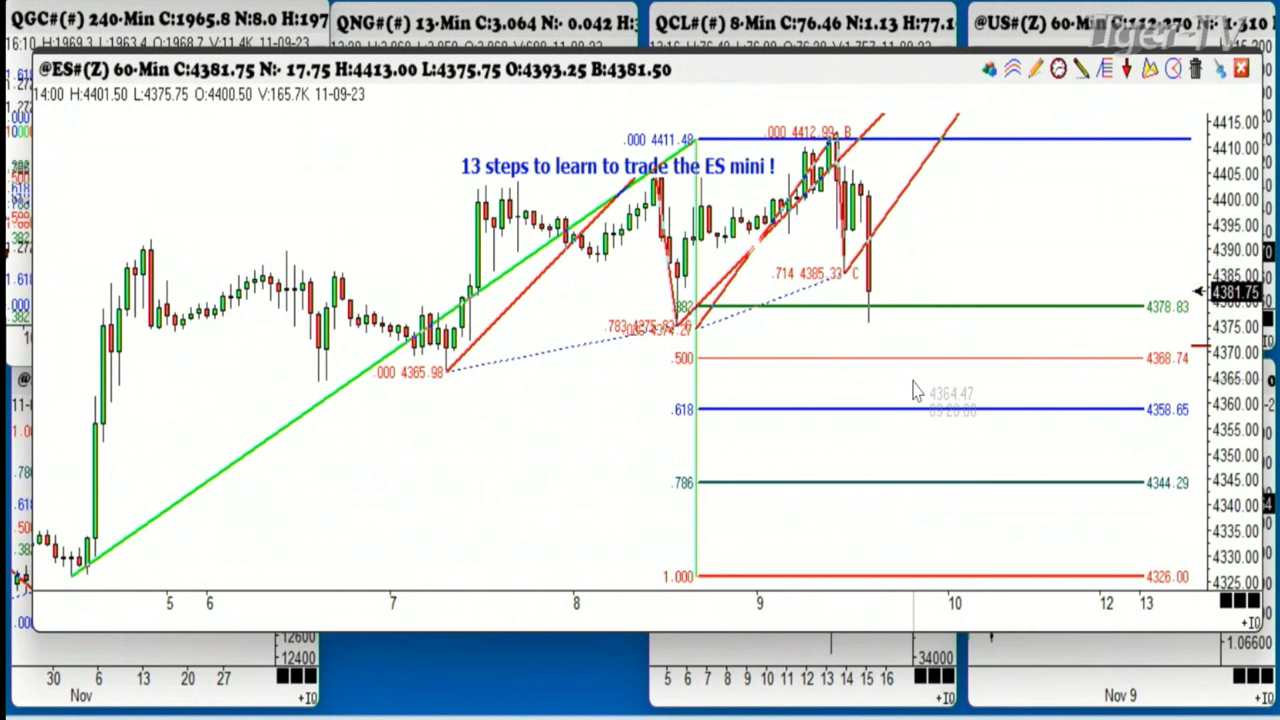 QGC#(#) 240-Min C:1965.8 N:8.0 H:197
QNG#(#) 13-Min C:3.064 N:- 0.042 H:3
QCL#(#) 8-Min C:76.46 N:1.13 H:77.1
@US#(Z) 60-Min
Tiger-TV
@ES#(Z) 60-Min C:4381.75 N:- 17.75 H:4413.00 L:4375.75 O:4393.25 B:4381.50
14:00 H:4401.50 L:4375.75 O:4400.50 V:165.7K 11-09-23
13 steps to learn to trade the ES mini !
.000 4411.48
.000 4412.99 B
.714 4385.33 C
.000 4365.98
.382
4378.83
.500
4368.74
.618
4358.65
.786
4344.29
1.000
4326.00
4364.47
4415.00
4410.00
4405.00
4400.00
4395.00
4390.00
4385.00
4381.75
4375.00
4370.00
4365.00
4360.00
4355.00
4350.00
4345.00
4340.00
4335.00
4330.00
4325.00
5 6 7 8 9 10 12 13
+10
12600
12400
30 6 13 20 27
Nov
+10
34000
5 6 7 8 9 10 11 12 13 14 15 16
+10
1.06600
Nov 9
+10